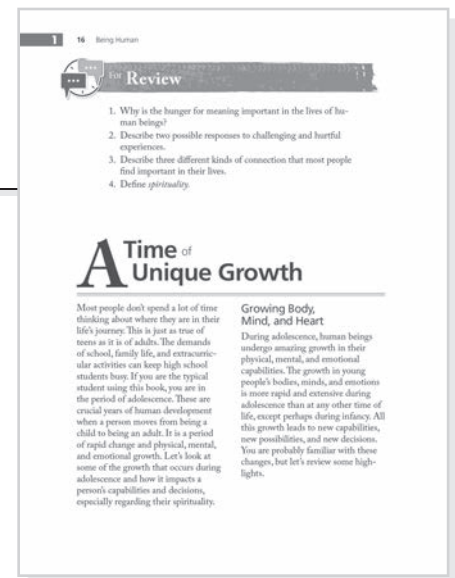 1
16 Being Human
For Review
1. Why is the hunger for meaning important in the lives of hu-
man beings?
2. Describe two possible responses to challenging and hurtful
experiences.
3. Describe three different kinds of connection that most people
find important in their lives.
4. Define spirituality.
A Time of
Unique Growth
Most people don't spend a lot of time
thinking about where they are in their
life's journey. This is just as true of
teens as it is of adults. The demands
of school, family life, and extracurric-
ular activities can keep high school
students busy. If you are the typical
student using this book, you are in
the period of adolescence. These are
crucial years of human development
when a person moves from being a
child to being an adult. It is a period
of rapid change and physical, mental,
and emotional growth. Let's look at
some of the growth that occurs during
adolescence and how it impacts a
person's capabilities and decisions,
especially regarding their spirituality.
Growing Body,
Mind, and Heart
During adolescence, human beings
undergo amazing growth in their
physical, mental, and emotional
capabilities. The growth in young
people's bodies, minds, and emotions
is more rapid and extensive during
adolescence than at any other time of
life, except perhaps during infancy. All
this growth leads to new capabilities,
new possibilities, and new decisions.
You are probably familiar with these
changes, but let's review some high-
lights.